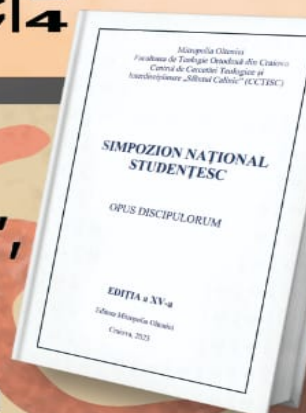 4
Mitropolia Olteniei
Facultatea de Teologie Ortodoxă din Craiova
Centrul de Cercetări Teologice și
Interdisciplinare „Sfântul Calinic” (CCTISC)
SIMPOZION NAȚIONAL
STUDENȚESC
OPUS DISCIPULORUM
EDIȚIA a XV-a
Editura Mitropolia Olteniei
Craiova, 2023